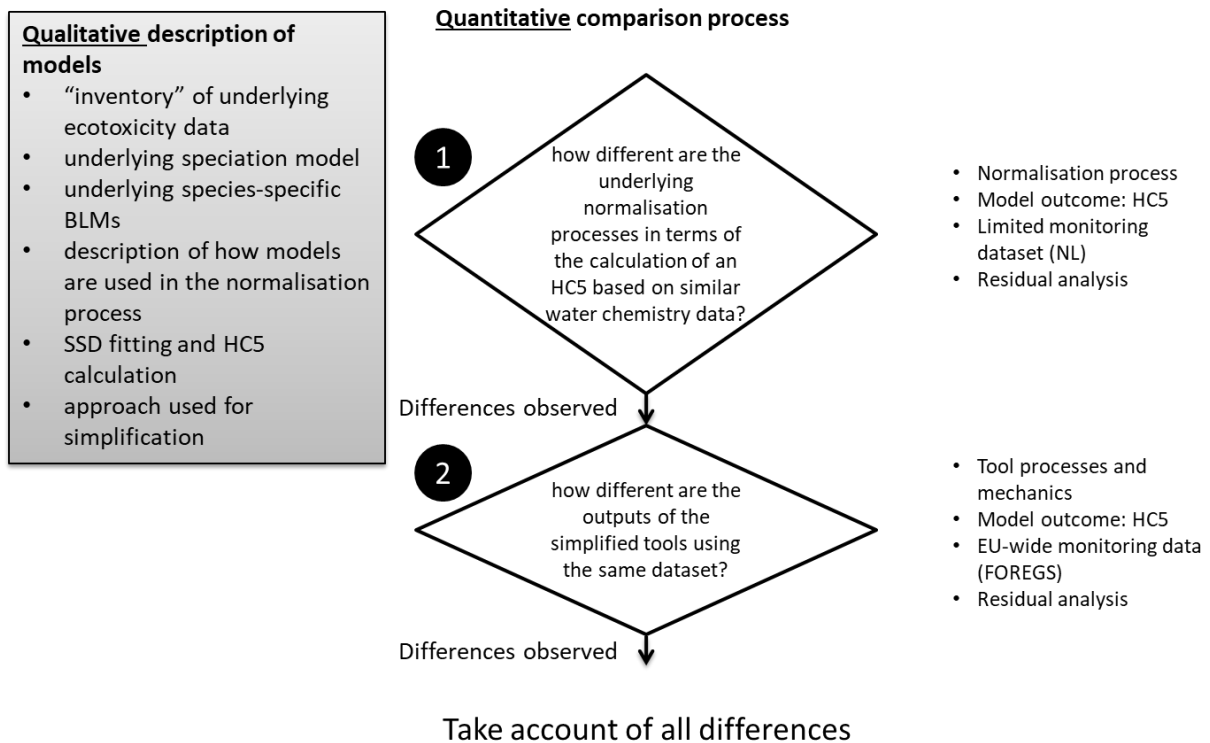 Qualitative description of
models
• “inventory” of underlying
ecotoxicity data
• underlying speciation model
• underlying species-specific
BLMs
• description of how models
are used in the normalisation
process
• SSD fitting and HC5
calculation
• approach used for
simplification
Quantitative comparison process
1
how different are the
underlying
normalisation
processes in terms of
the calculation of an
HC5 based on similar
water chemistry data?
• Normalisation process
• Model outcome: HC5
• Limited monitoring
dataset (NL)
• Residual analysis
Differences observed
2
how different are the
outputs of the
simplified tools using
the same dataset?
• Tool processes and
mechanics
• Model outcome: HC5
• EU-wide monitoring data
(FOREGS)
• Residual analysis
Differences observed
Take account of all differences